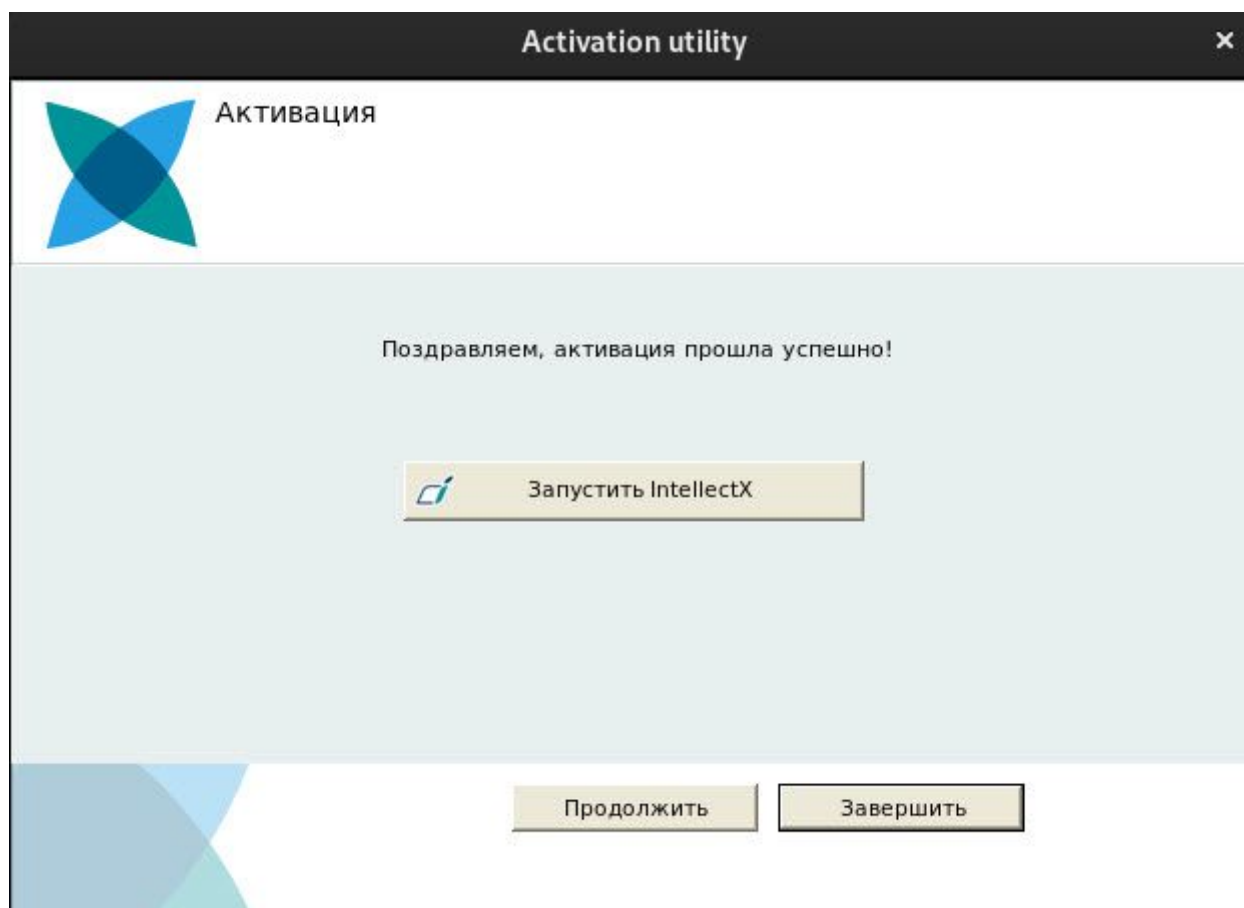 Activation utility
Активация
Поздравляем, активация прошла успешно!
Запустить IntellectX
Продолжить
Завершить